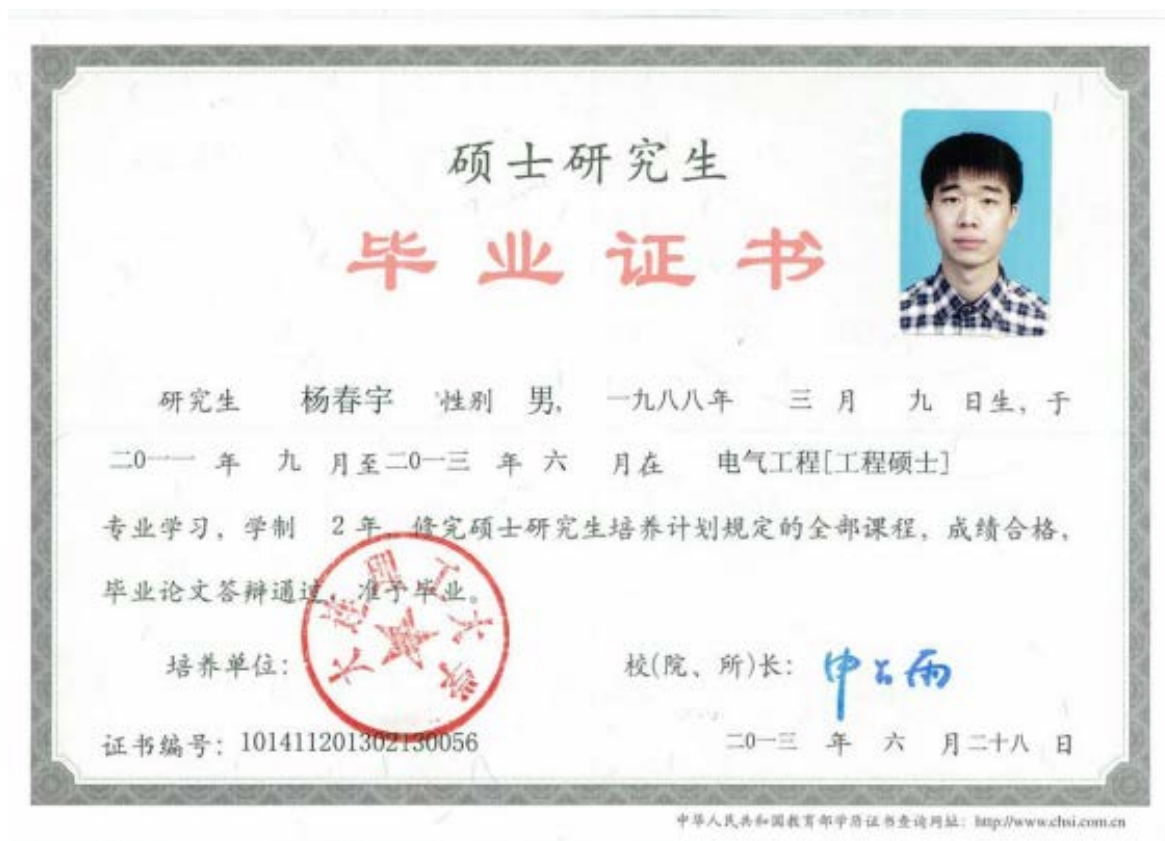 硕士研究生
毕业证书
研究生 杨春宇 性别 男, 一九八八年 三 月 九 日生, 于
二0一一 年 九 月至二0一三 年 六 月在 电气工程[工程硕士]
专业学习, 学制 2 年, 修完硕士研究生培养计划规定的全部课程, 成绩合格,
毕业论文答辩通过, 准予毕业。
大连理工大学
培养单位: 校(院、所)长:
证书编号: 101411201302130056 二0一三 年 六 月二十八 日
中华人民共和国教育部学历证书查询网址: http://www.chsi.com.cn